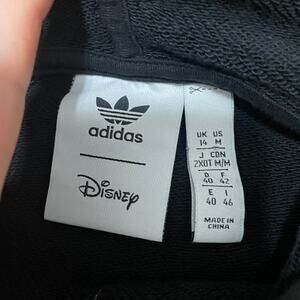 adidas
Disney
UK US
14 M
J CDN
2XOT M/M
D F
40 42
E I
40 46
MADE IN
CHINA